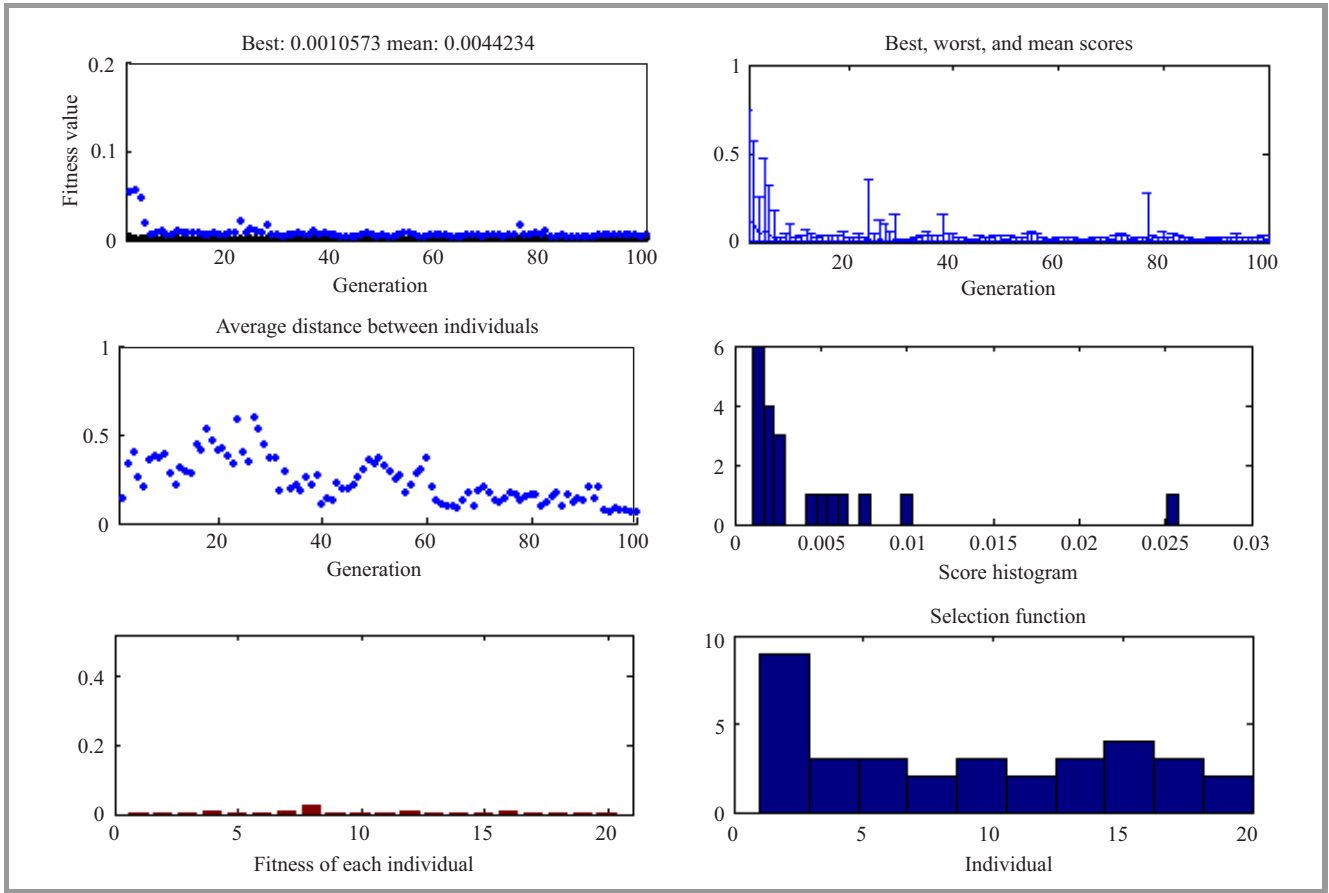 Best: 0.0010573 mean: 0.0044234
0.2
0.1
0
Fitness value
20 40 60 80 100
Generation
Best, worst, and mean scores
1
0.5
0
20 40 60 80 100
Generation
Average distance between individuals
1
0.5
0
20 40 60 80 100
Generation
6
4
2
0
0 0.005 0.01 0.015 0.02 0.025 0.03
Score histogram
0.4
0.2
0
0 5 10 15 20
Fitness of each individual
Selection function
10
5
0
0 5 10 15 20
Individual